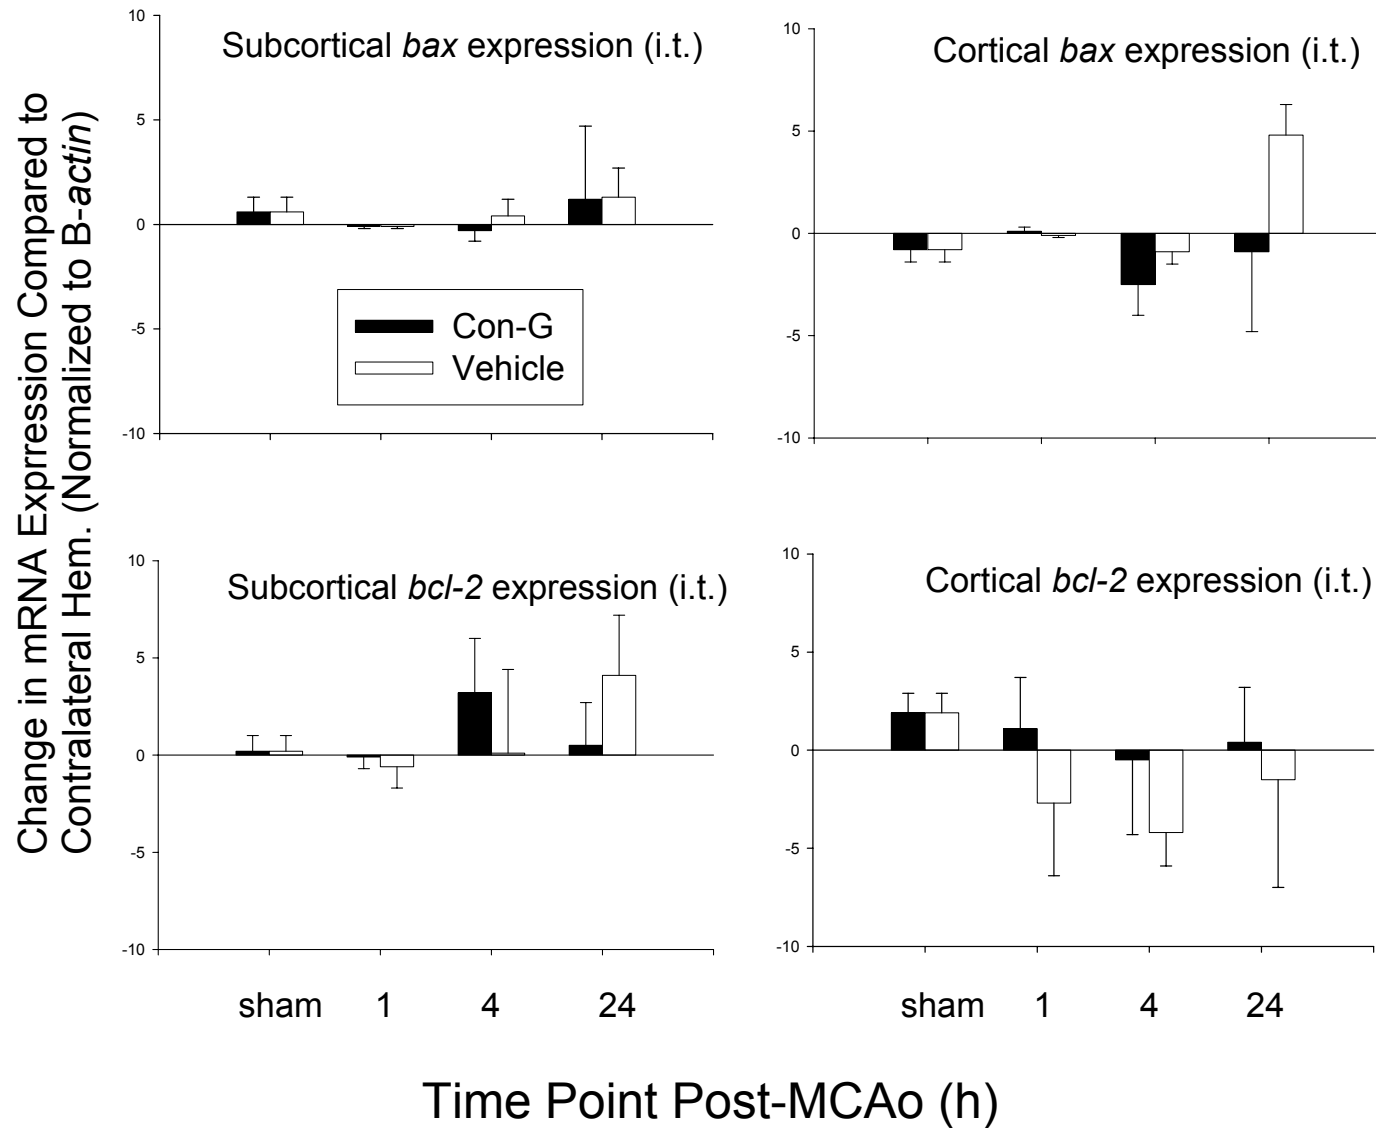 Change in mRNA Exprression Compared to
Contralateral Hem. (Normalized to B-actin)
Subcortical bax expression (i.t.)
10
5
0
-5
-10
Con-G
Vehicle
Cortical bax expression (i.t.)
10
5
0
-5
-10
Subcortical bcl-2 expression (i.t.)
10
5
0
-5
-10
sham 1 4 24
Cortical bcl-2 expression (i.t.)
10
5
0
-5
-10
sham 1 4 24
Time Point Post-MCAo (h)